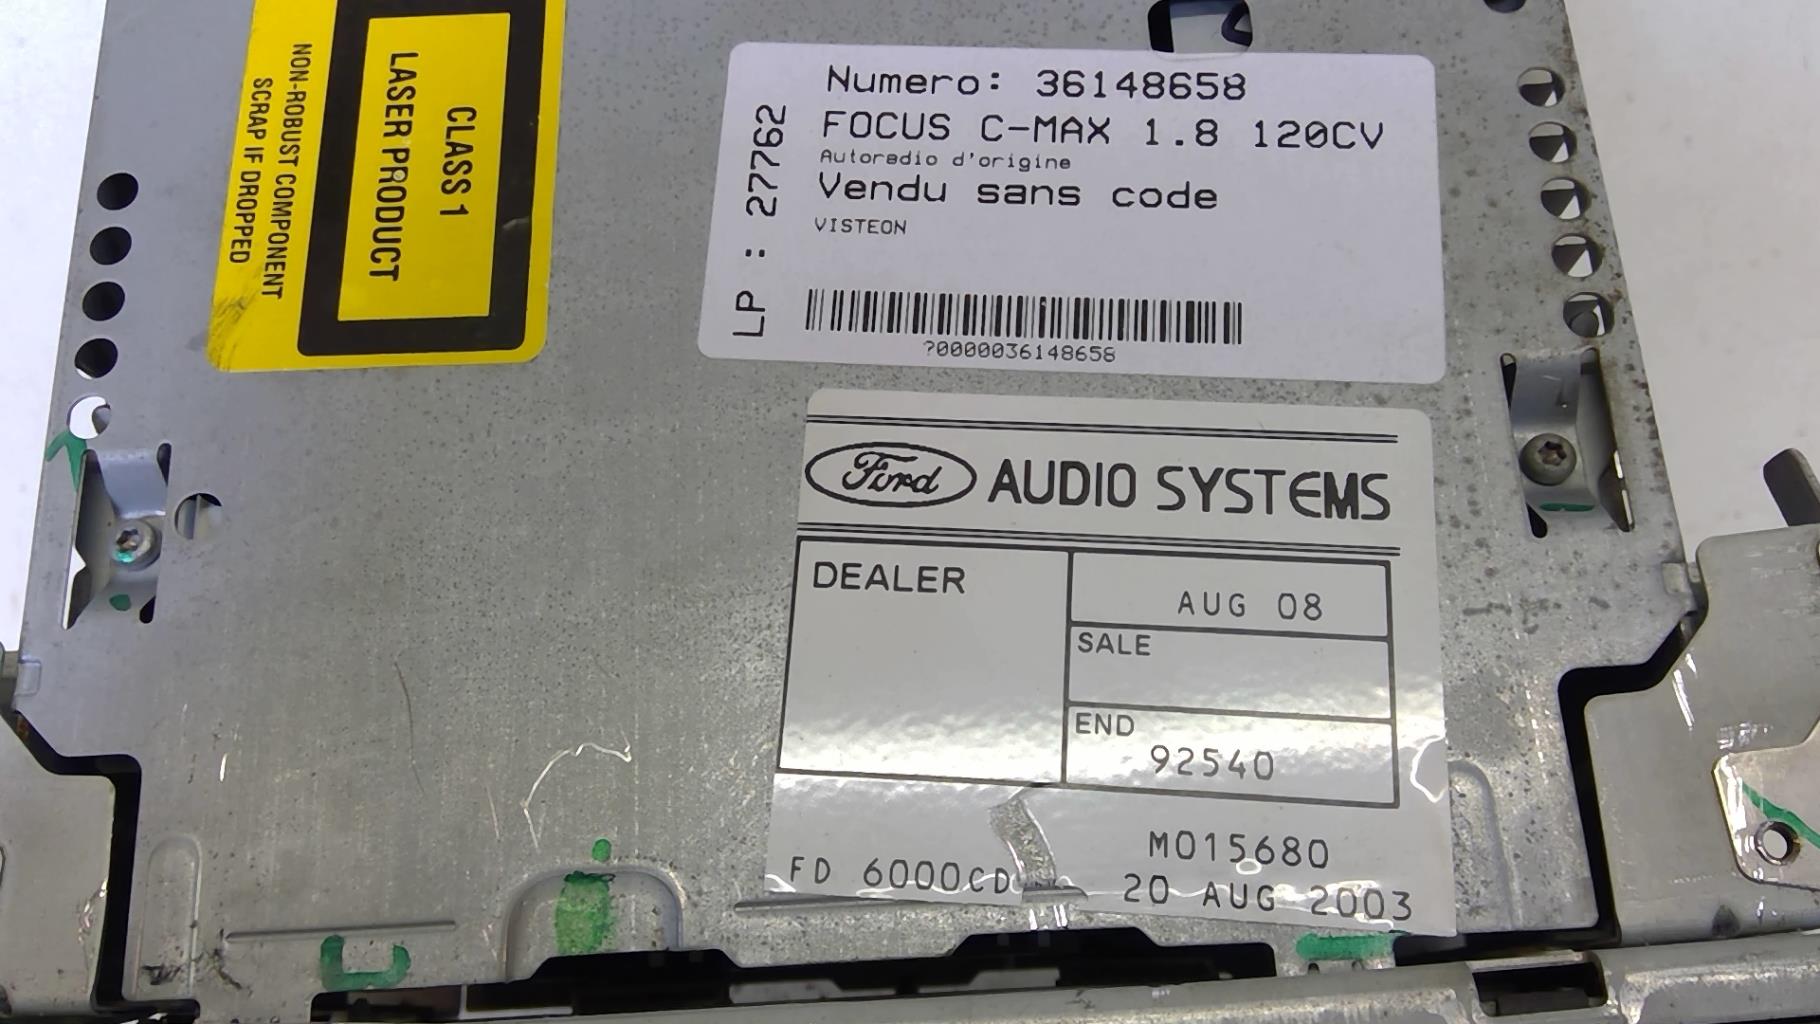 CLASS 1
LASER PRODUCT
NON-ROBUST COMPONENT
SCRAP IF DROPPED
LP : 27762
Numero: 36148658
FOCUS C-MAX 1.8 120CV
Autoradio d'origine
Vendu sans code
VISTEON
?0000036148658
Ford AUDIO SYSTEMS
DEALER
AUG 08
SALE
END
92540
M015680
FD 6000CD
20 AUG 2003